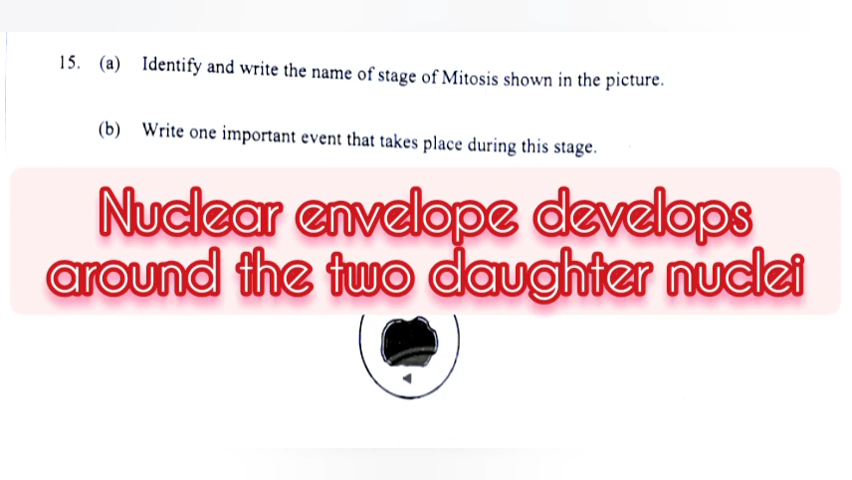 15. (a) Identify and write the name of stage of Mitosis shown in the picture.
(b) Write one important event that takes place during this stage.
Nuclear envelope develops
around the two daughter nuclei